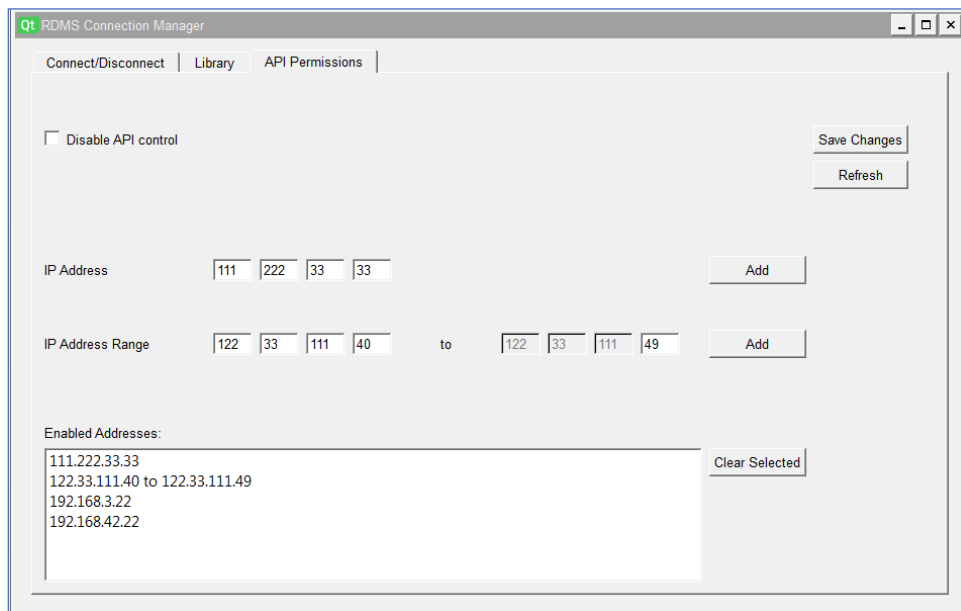 Qt RDMS Connection Manager
Connect/Disconnect Library API Permissions
Disable API control
Save Changes
Refresh
IP Address 111 222 33 33 Add
IP Address Range 122 33 111 40 to 122 33 111 49 Add
Enabled Addresses:
111.222.33.33
122.33.111.40 to 122.33.111.49
192.168.3.22
192.168.42.22
Clear Selected